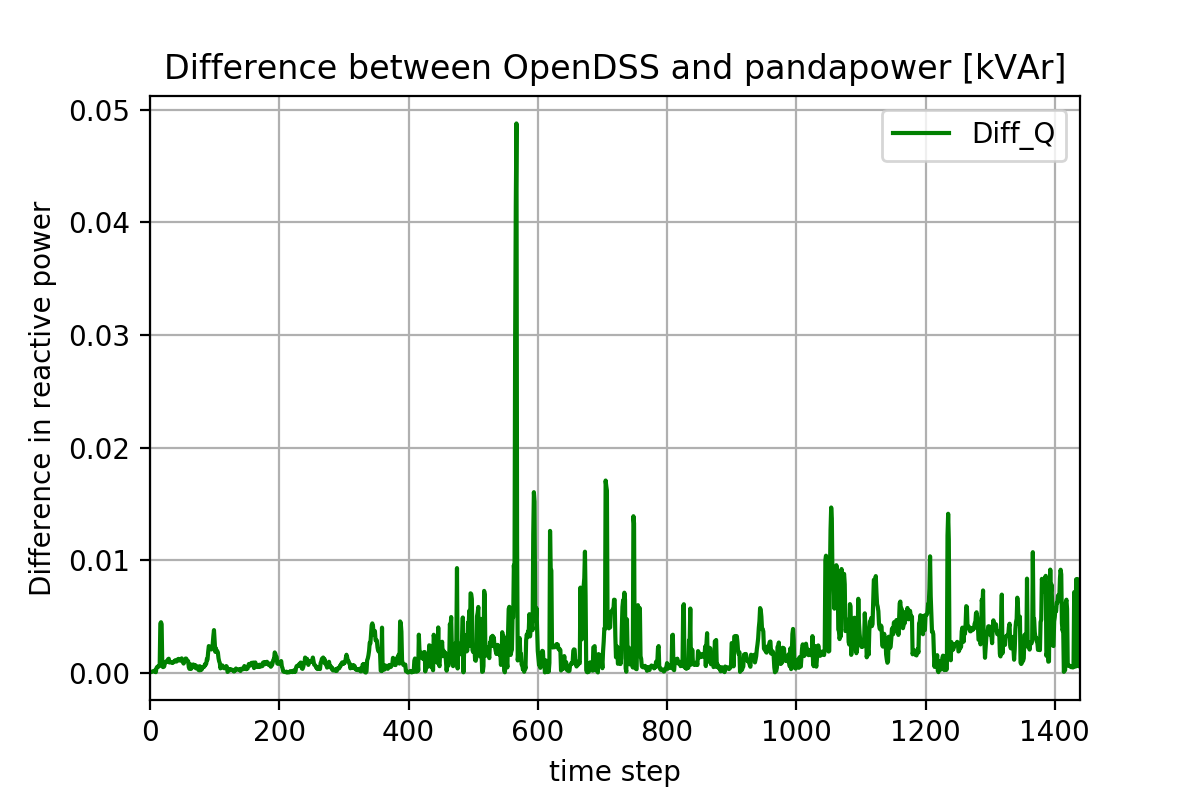 Difference between OpenDSS and pandapower [kVAr]
Diff_Q
0.05
0.04
0.03
0.02
0.01
0.00
Difference in reactive power
0 200 400 600 800 1000 1200 1400
time step